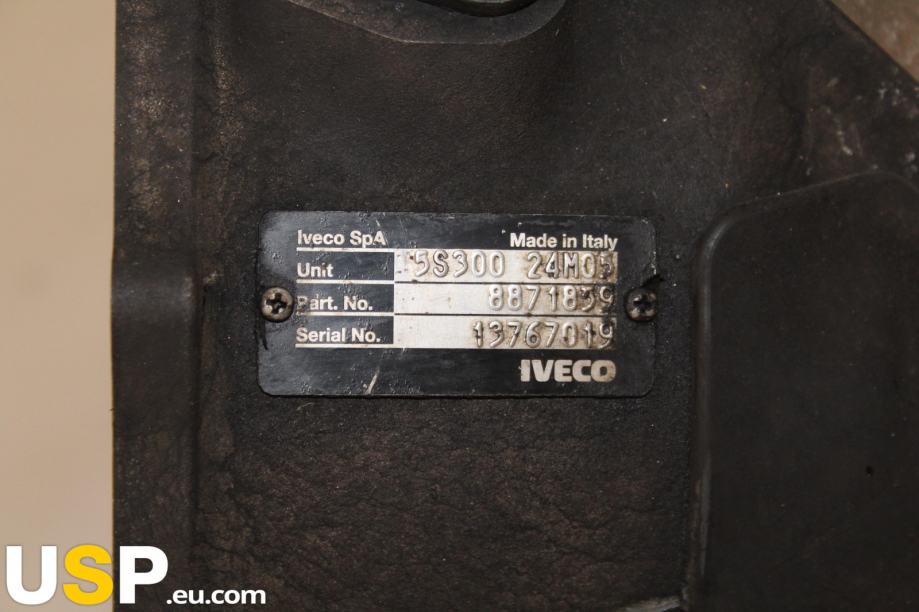 Iveco SpA Made in Italy
Unit 5S300 24M05
Part. No. 8871839
Serial No. 13767019
IVECO
USP.eu.com